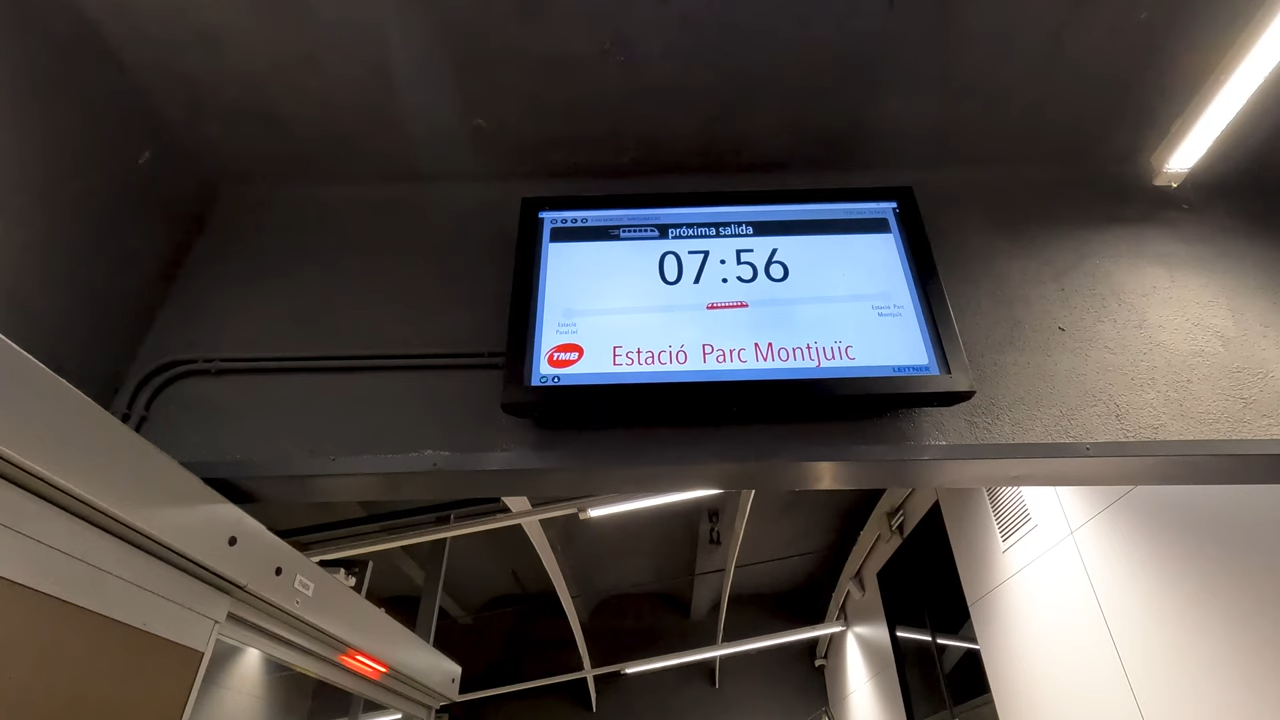 próxima salida
07:56
Estació
Paral·lel
Estació Parc
Montjuïc
TMB
Estació Parc Montjuïc
LEITNER